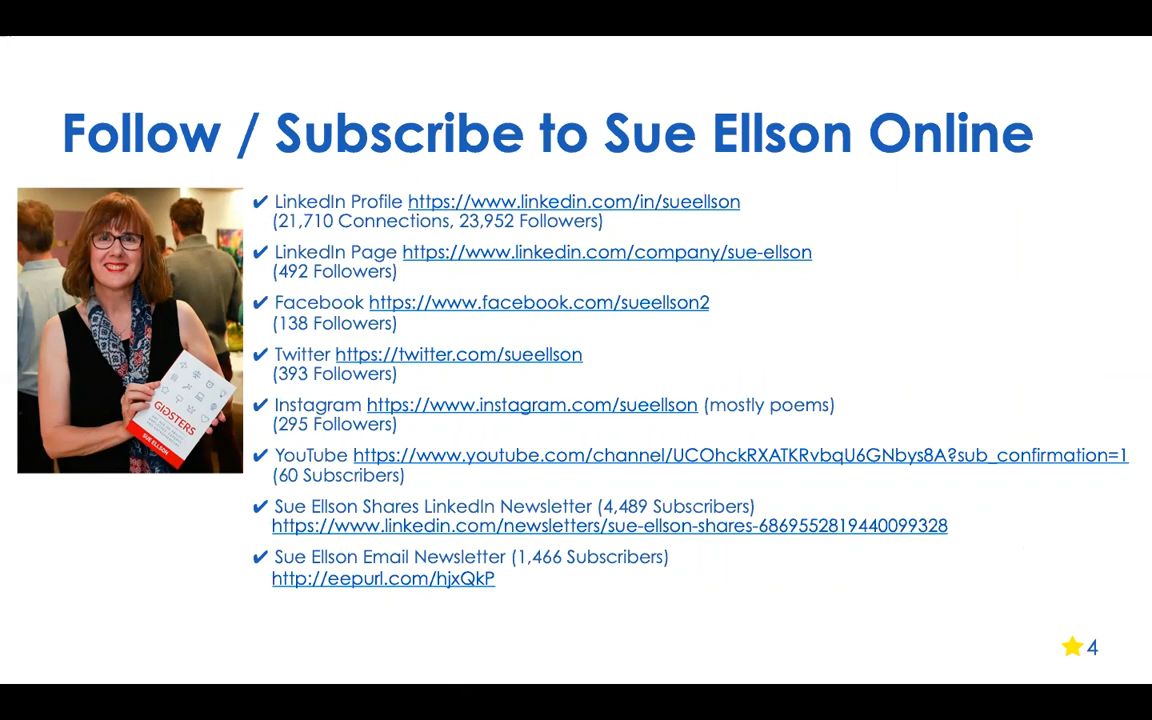 Follow / Subscribe to Sue Ellson Online
✔ LinkedIn Profile https://www.linkedin.com/in/sueellson
(21,710 Connections, 23,952 Followers)
✔ LinkedIn Page https://www.linkedin.com/company/sue-ellson
(492 Followers)
✔ Facebook https://www.facebook.com/sueellson2
(138 Followers)
✔ Twitter https://twitter.com/sueellson
(393 Followers)
✔ Instagram https://www.instagram.com/sueellson (mostly poems)
(295 Followers)
✔ YouTube https://www.youtube.com/channel/UCOhckRXATKRvbqU6GNbys8A?sub_confirmation=1
(60 Subscribers)
✔ Sue Ellson Shares LinkedIn Newsletter (4,489 Subscribers)
https://www.linkedin.com/newsletters/sue-ellson-shares-6869552819440099328
✔ Sue Ellson Email Newsletter (1,466 Subscribers)
http://eepurl.com/hjxQkP
GIGSTERS
SUE ELLSON
4